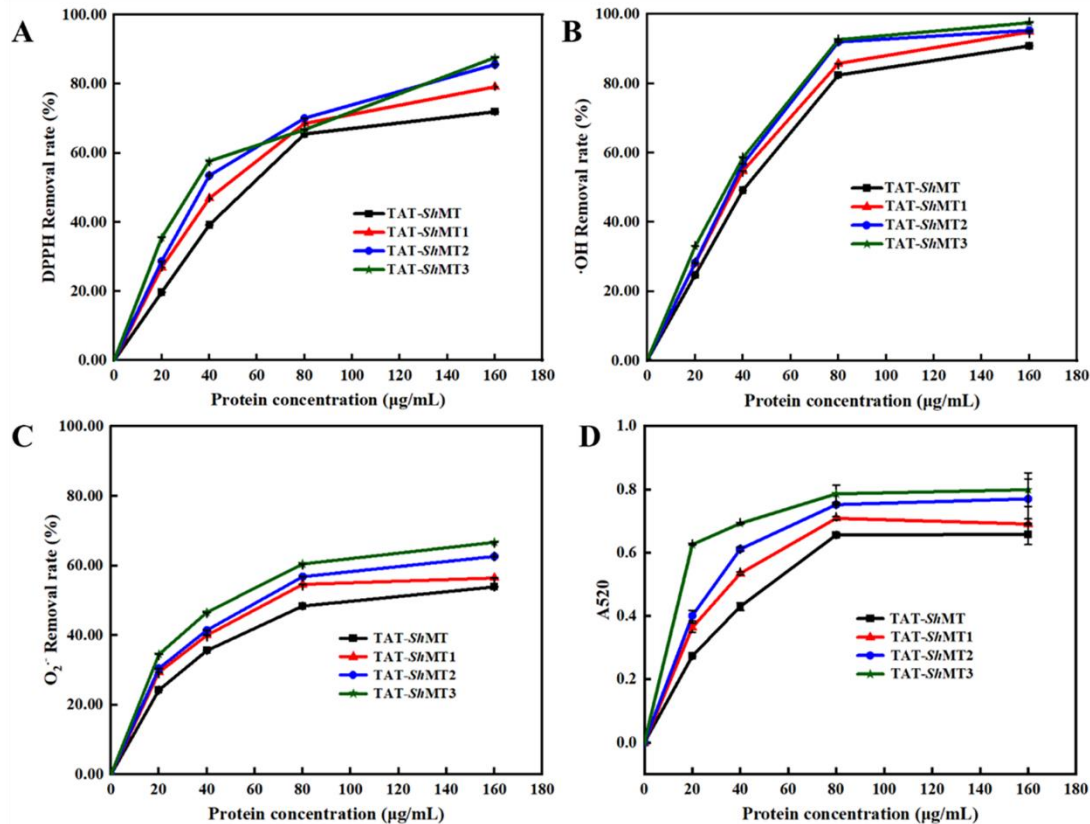 A
DPPH Removal rate (%)
100.00
80.00
60.00
40.00
20.00
0.00
TAT-ShMT
TAT-ShMT1
TAT-ShMT2
TAT-ShMT3
0 20 40 60 80 100 120 140 160 180
Protein concentration (μg/mL)
B
·OH Removal rate (%)
100.00
80.00
60.00
40.00
20.00
0.00
TAT-ShMT
TAT-ShMT1
TAT-ShMT2
TAT-ShMT3
0 20 40 60 80 100 120 140 160 180
Protein concentration (μg/mL)
C
O₂·⁻ Removal rate (%)
100.00
80.00
60.00
40.00
20.00
0.00
TAT-ShMT
TAT-ShMT1
TAT-ShMT2
TAT-ShMT3
0 20 40 60 80 100 120 140 160 180
Protein concentration (μg/mL)
D
A520
1.0
0.8
0.6
0.4
0.2
0.0
TAT-ShMT
TAT-ShMT1
TAT-ShMT2
TAT-ShMT3
0 20 40 60 80 100 120 140 160 180
Protein concentration (μg/mL)